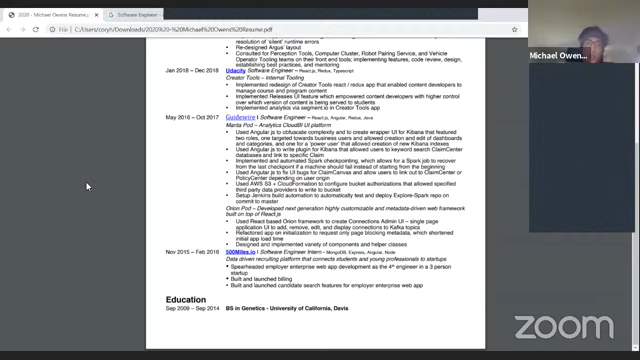 2020 - Michael Owens Resume.pdf
Software Engineer -
File | C:/Users/coryh/Downloads/2020%20-%20Michael%20Owens%20Resume.pdf
resolution of 'silent' runtime errors
• Re-designed Argus' layout
• Consulted for Perception Tools, Computer Cluster, Robot Pairing Service, and Vehicle
Operator Tooling teams on their front end tools; implementing features, code review, design,
establishing best practices, and mentoring
Jan 2018 – Dec 2018 Udacity Software Engineer – React.js, Redux, Typescript
Creator Tools – Internal Tooling
• Implemented redesign of Creator Tools react / redux app that enabled content developers to
manage course and program content
• Implemented Releases UI feature which empowered content developers with higher control
over which version of content is being served to students
• Implemented analytics via segment.io in Creator Tools app
May 2016 – Oct 2017 Guidewire | Software Engineer – React.js, Angular, Redux, Java
Manta Pod – Analytics CloudBI UI platform
• Used Angular js to obfuscate complexity and to create wrapper UI for Kibana that featured
two roles, one targeted towards business users and allowed creation and edit of dashboards
and categories, and one for a "power user" that allowed creation of new Kibana indexes
• Used Angular js to write plugin for Kibana that allowed users to keyword search ClaimCenter
databases and linking to specific Claim
• Implemented and automated Spark checkpointing, which allows for a Spark job to recover
from the last checkpoint if a machine should fail instead of starting from the beginning
• Used Angular js to fix UI bugs for ClaimCanvas and allow users to link out to ClaimCenter or
PolicyCenter depending on user origin
• Used AWS S3 + CloudFormation to configure bucket authorizations that allowed specified
third party data providers to write to bucket
• Setup Jenkins build automation to automatically test and deploy Explore-Spark repo on
commit to master
Orion Pod – Developed next generation highly customizable and metadata-driven web framework
built on top of React.js
• Used React based Orion framework to create Connections Admin UI – single page
application UI to add, remove, edit, and display connections to Kafka topics
• Refactored app on initialization to request only page blocking metadata, which shortened
initial app load time
• Designed and implemented variety of components and helper classes
Nov 2015 – Feb 2016 500Miles.io | Software Engineer Intern – MongoDB, Express, Angular, Node
Data driven recruiting platform that connects students and young professionals to startups
• Spearheaded employer enterprise web app development as the 4th engineer in a 3 person
startup
• Built and launched billing
• Built and launched candidate search features for employer enterprise web app
Education
Sep 2009 – Sep 2014 BS in Genetics - University of California, Davis
Michael Owen...
zoom